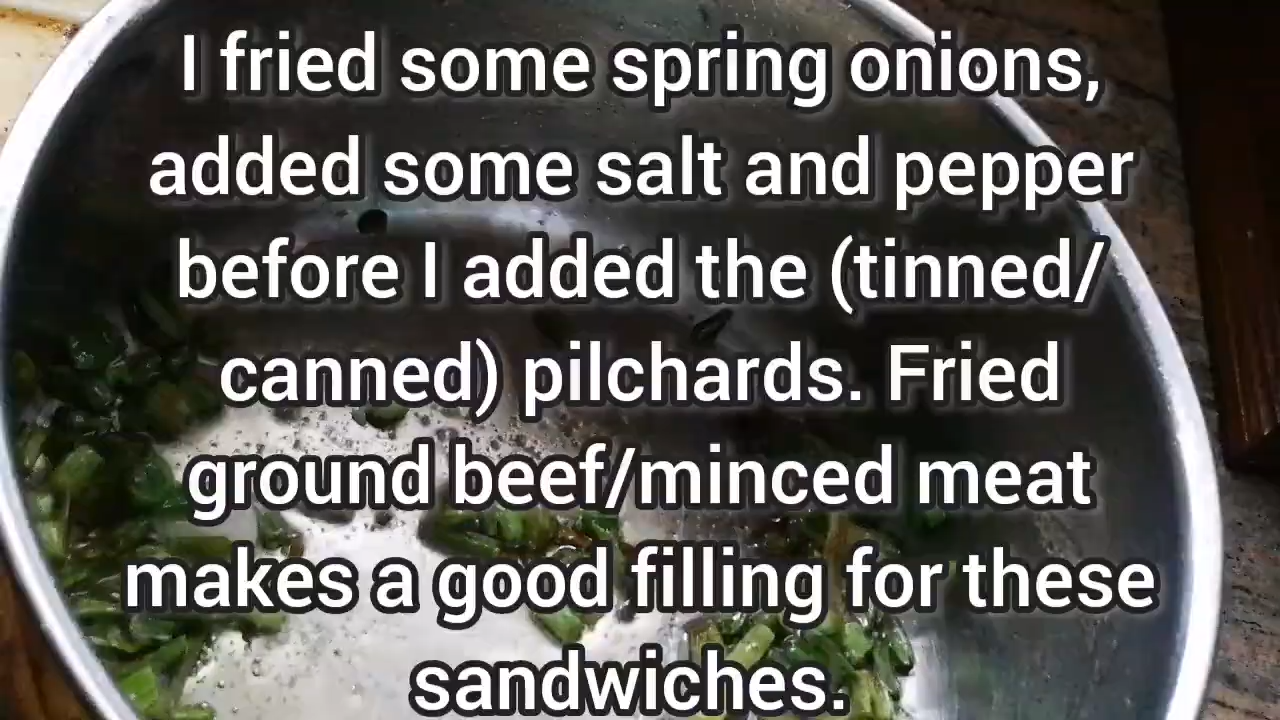 I fried some spring onions,
added some salt and pepper
before I added the (tinned/
canned) pilchards. Fried
ground beef/minced meat
makes a good filling for these
sandwiches.